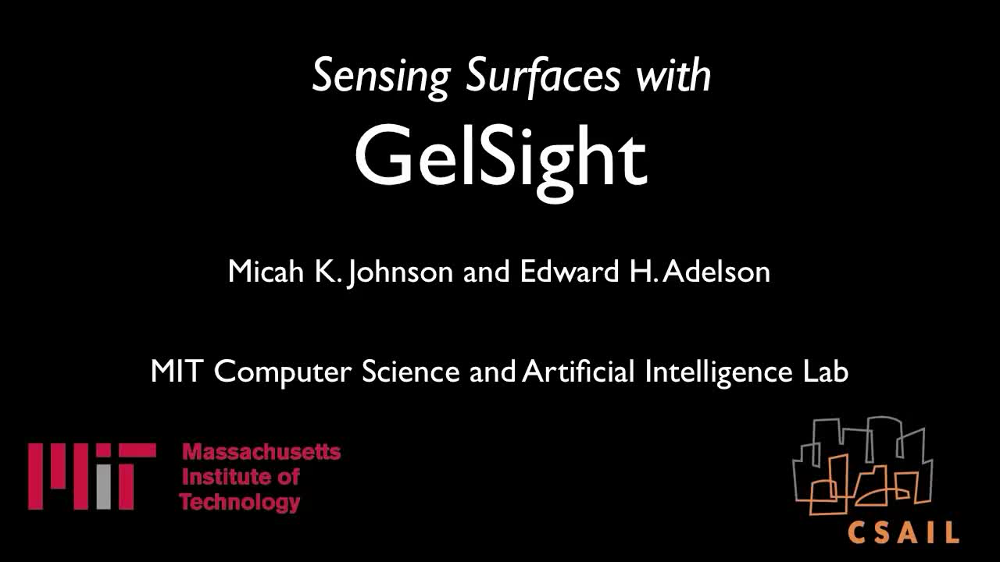 Sensing Surfaces with
GelSight
Micah K. Johnson and Edward H. Adelson
MIT Computer Science and Artificial Intelligence Lab
MIT
Massachusetts
Institute of
Technology
CSAIL